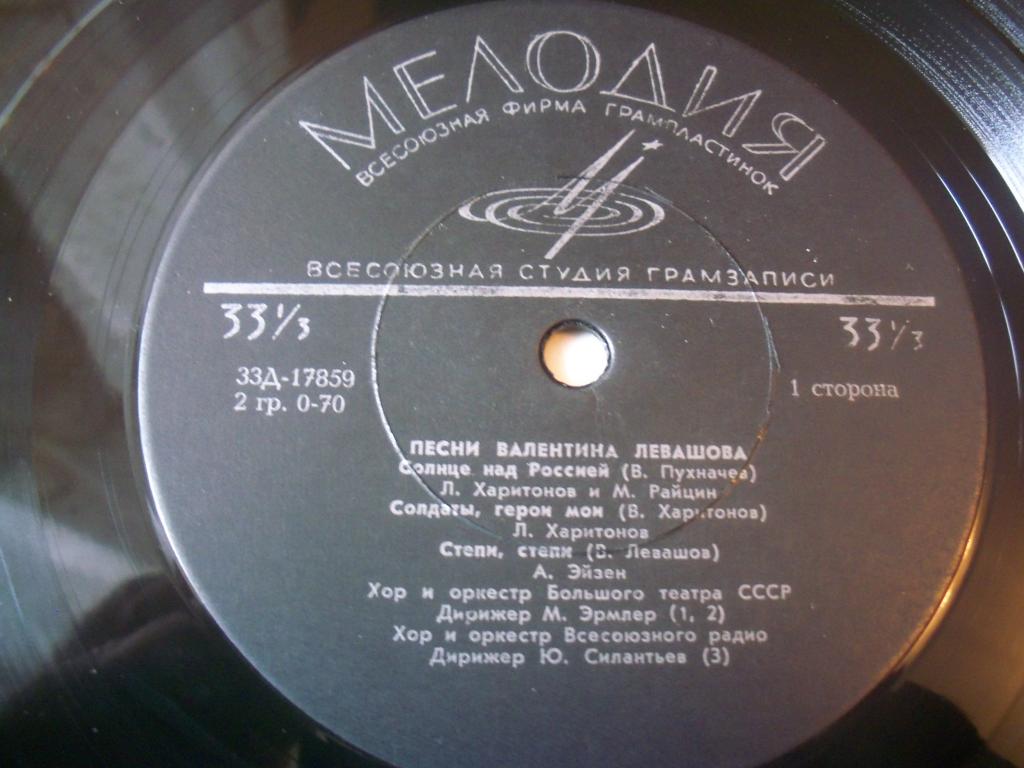 МЕЛОДИЯ
ВСЕСОЮЗНАЯ ФИРМА ГРАМПЛАСТИНОК
ВСЕСОЮЗНАЯ СТУДИЯ ГРАМЗАПИСИ
33⅓ 33⅓
33Д-17859
2 гр. 0-70
1 сторона
ПЕСНИ ВАЛЕНТИНА ЛЕВАШОВА
Солнце над Россией (В. Пухначев)
Л. Харитонов и М. Райцин
Солдаты, герои мои (В. Харитонов)
Л. Харитонов
Степи, степи (В. Левашов)
А. Эйзен
Хор и оркестр Большого театра СССР
Дирижер М. Эрмлер (1, 2)
Хор и оркестр Всесоюзного радио
Дирижер Ю. Силантьев (3)